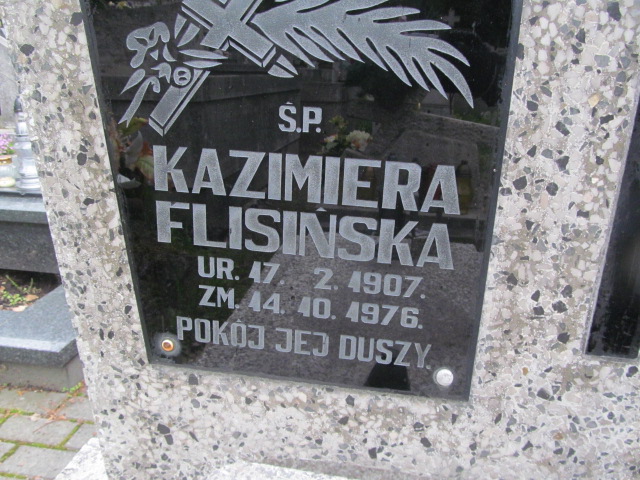 Ś.P.
KAZIMIERA
FLISIŃSKA
UR. 17. 2. 1907.
ZM. 14. 10. 1976.
POKÓJ JEJ DUSZY.